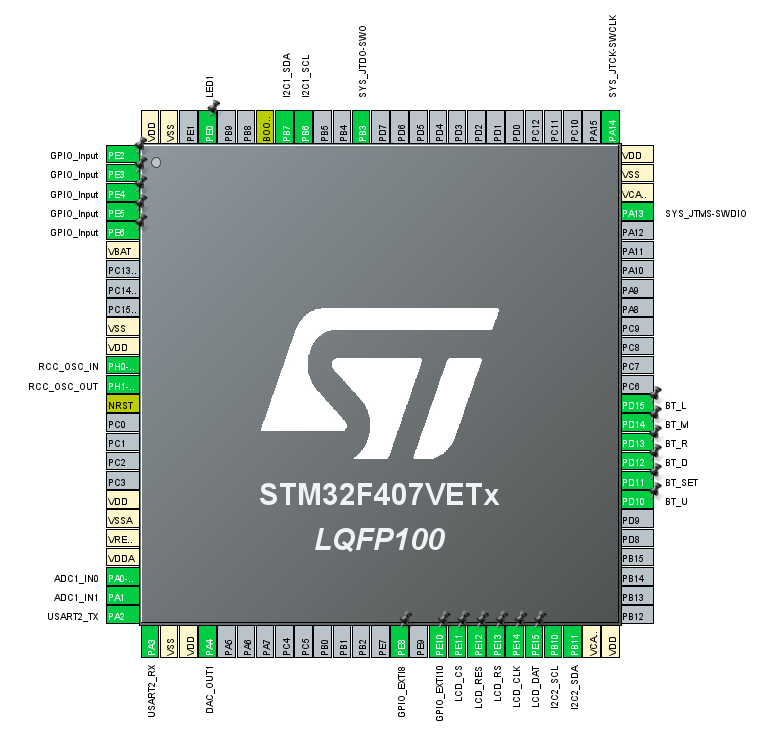 LED1
I2C1_SDA
I2C1_SCL
SYS_JTDO-SWO
SYS_JTCK-SWCLK
VDD
VSS
PE1
PE0
PB9
PB8
BOO..
PB7
PB6
PB5
PB4
PB3
PD7
PD6
PD5
PD4
PD3
PD2
PD1
PD0
PC12
PC11
PC10
PA15
PA14
GPIO_Input PE2
GPIO_Input PE3
GPIO_Input PE4
GPIO_Input PE5
GPIO_Input PE6
VBAT
PC13..
PC14..
PC15..
VSS
VDD
RCC_OSC_IN PH0-..
RCC_OSC_OUT PH1-..
NRST
PC0
PC1
PC2
PC3
VDD
VSSA
VRE..
VDDA
ADC1_IN0 PA0-..
ADC1_IN1 PA1
USART2_TX PA2
ST
STM32F407VETx
LQFP100
VDD
VSS
VCA..
PA13 SYS_JTMS-SWDIO
PA12
PA11
PA10
PA9
PA8
PC9
PC8
PC7
PC6
PD15 BT_L
PD14 BT_M
PD13 BT_R
PD12 BT_D
PD11 BT_SET
PD10 BT_U
PD9
PD8
PB15
PB14
PB13
PB12
PA3
VSS
VDD
PA4
PA5
PA6
PA7
PC4
PC5
PB0
PB1
PB2
PE7
PE8
PE9
PE10
PE11
PE12
PE13
PE14
PE15
PB10
PB11
VCA..
VDD
USART2_RX
DAC_OUT1
GPIO_EXTI8
GPIO_EXTI10
LCD_CS
LCD_RES
LCD_RS
LCD_CLK
LCD_DAT
I2C2_SCL
I2C2_SDA